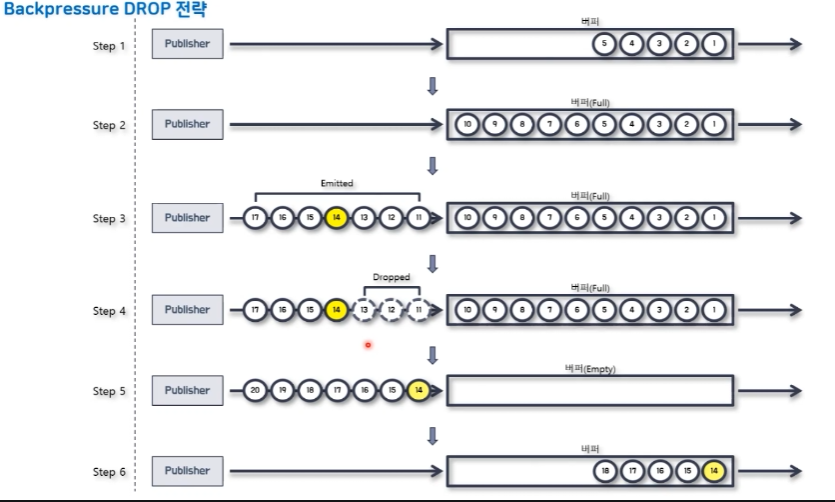 Backpressure DROP 전략
버퍼
Step 1 Publisher 5 4 3 2 1
버퍼(Full)
Step 2 Publisher 10 9 8 7 6 5 4 3 2 1
Emitted
버퍼(Full)
Step 3 Publisher 17 16 15 14 13 12 11 10 9 8 7 6 5 4 3 2 1
Dropped
버퍼(Full)
Step 4 Publisher 17 16 15 14 13 12 11 10 9 8 7 6 5 4 3 2 1
버퍼(Empty)
Step 5 Publisher 20 19 18 17 16 15 14
버퍼
Step 6 Publisher 18 17 16 15 14